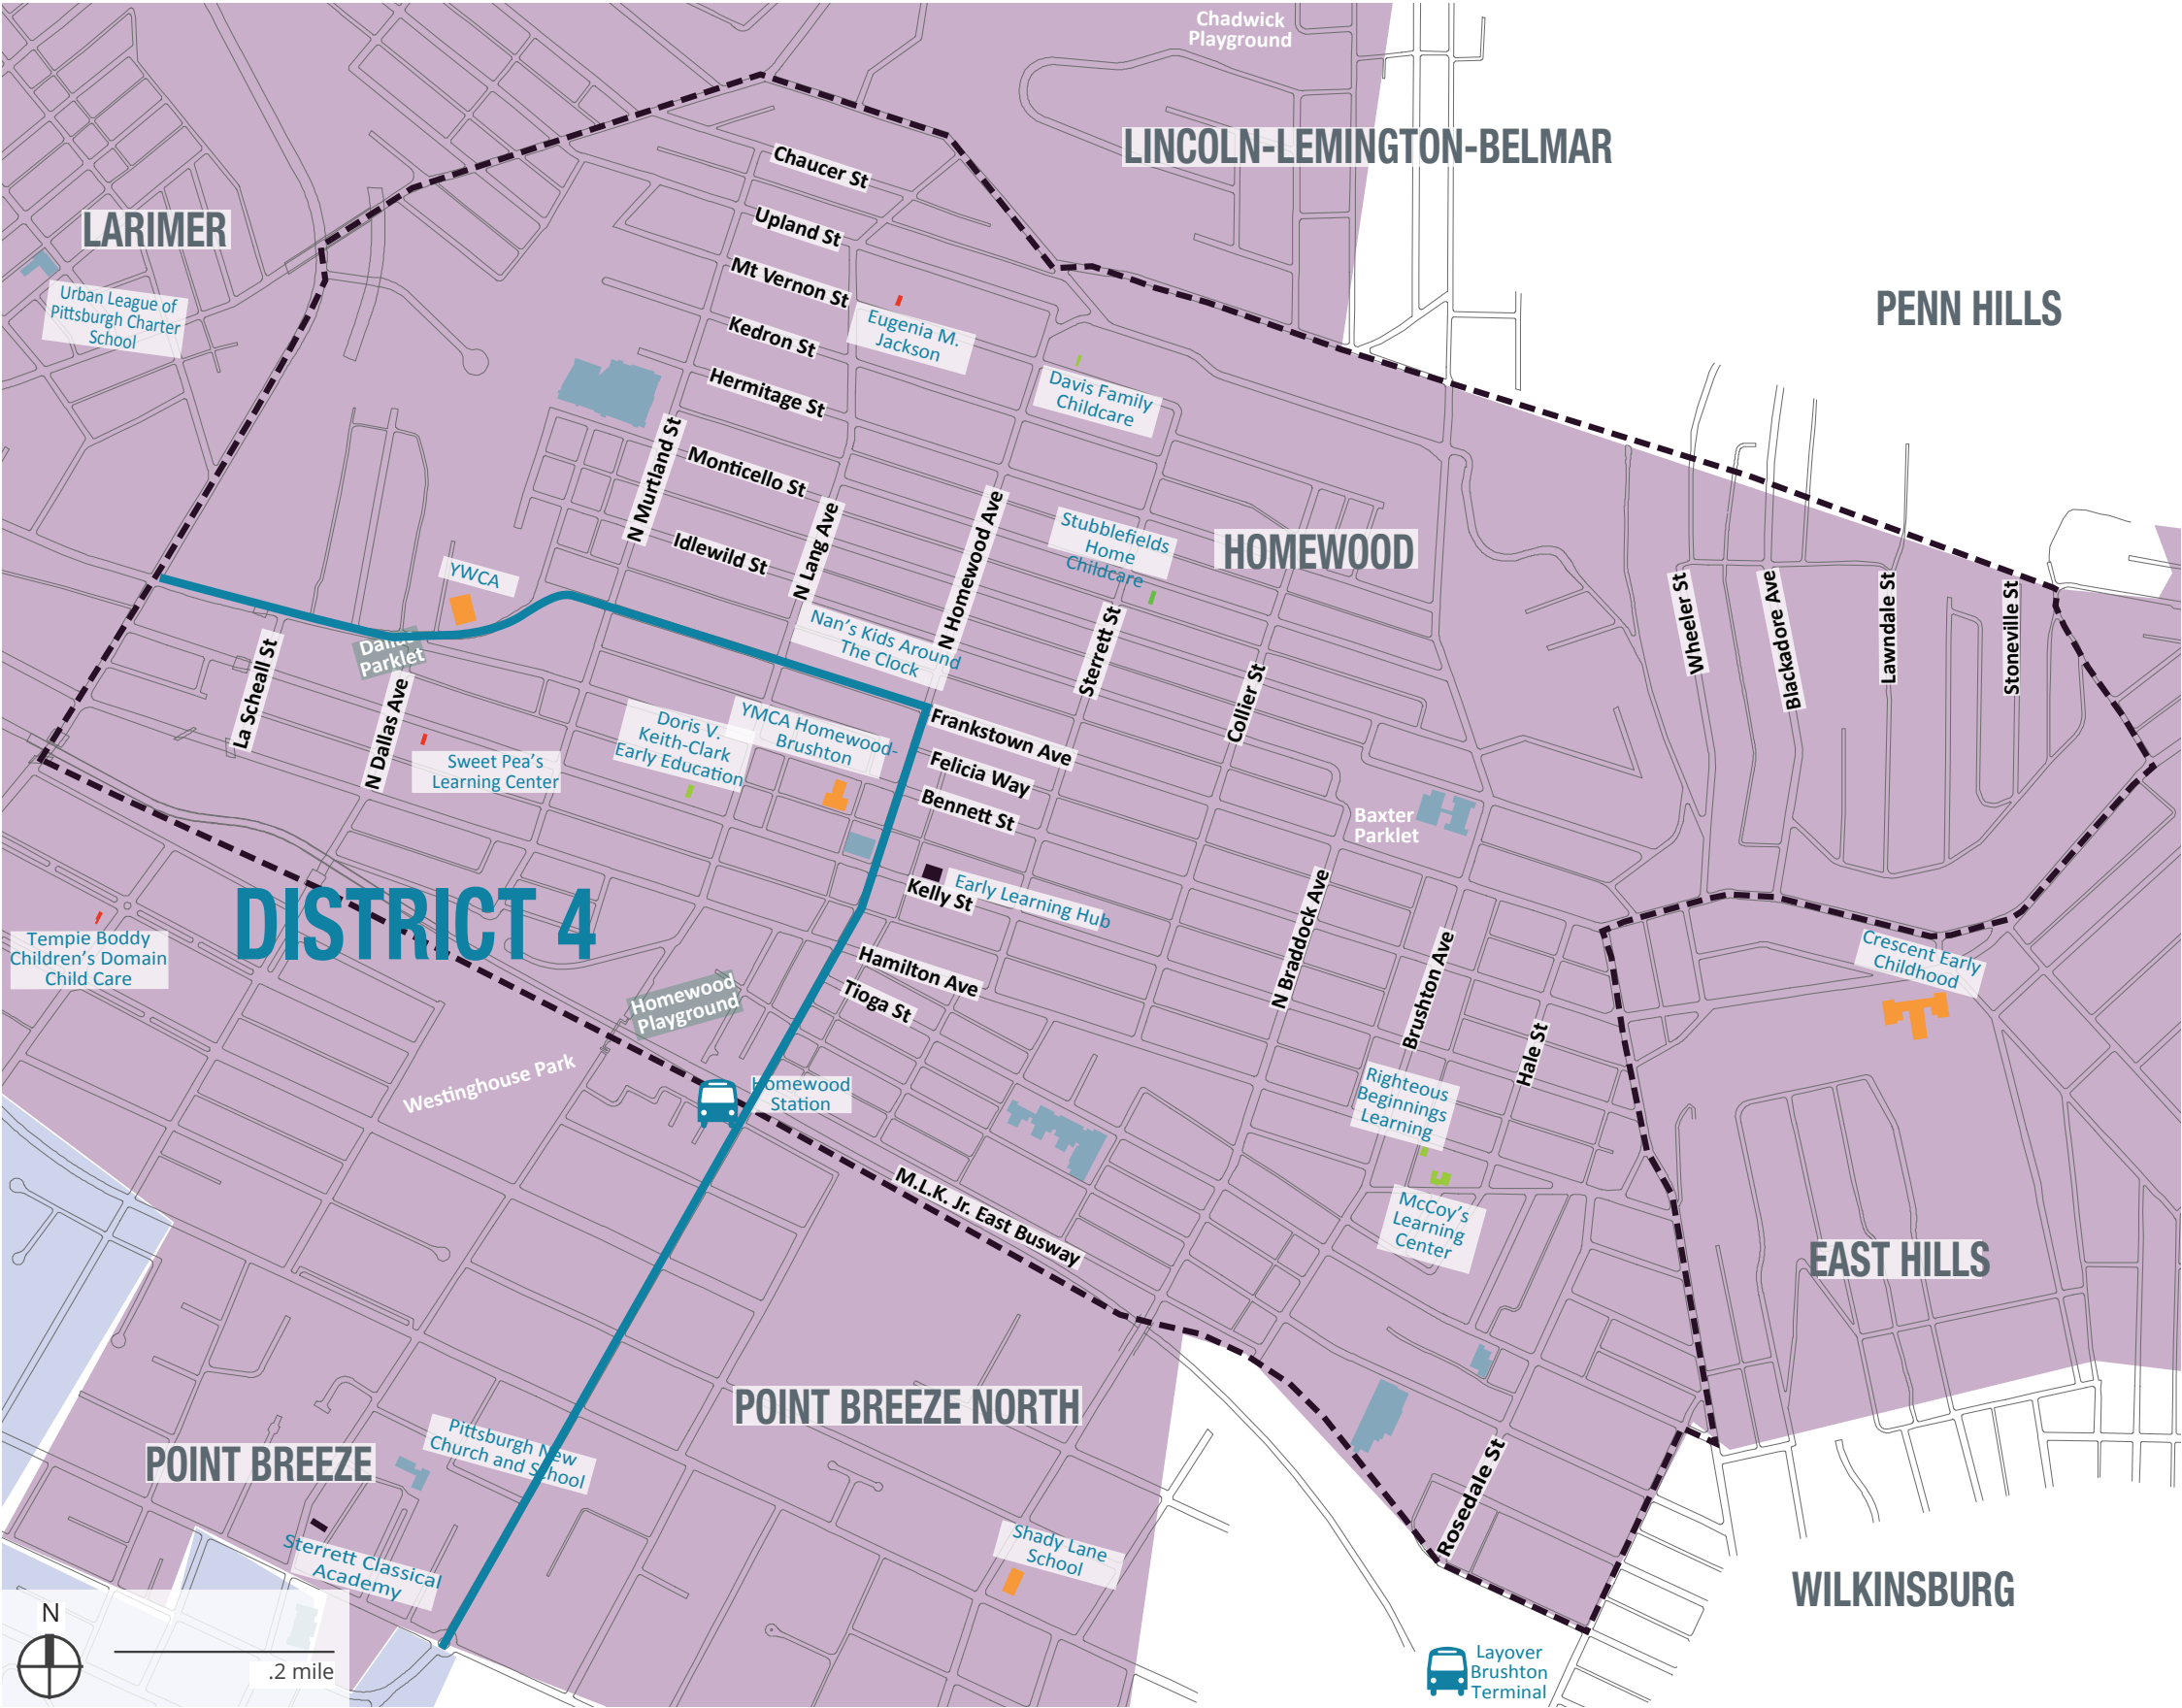 Chadwick
Playground
LINCOLN-LEMINGTON-BELMAR
Chaucer St
LARIMER
Upland St
Mt Vernon St
Urban League of
Pittsburgh Charter
School
PENN HILLS
Eugenia M.
Jackson
Kedron St
Hermitage St
Davis Family
Childcare
N Murtland St
Monticello St
N Lang Ave
N Homewood Ave
Stubblefields
Home
Childcare
HOMEWOOD
Idlewild St
YWCA
Wheeler St
Blackadore Ave
Lawndale St
Stoneville St
Nan's Kids Around
The Clock
Sterrett St
Dallas
Parklet
La Scheall St
N Dallas Ave
Collier St
Doris V.
Keith-Clark
Early Education
YMCA Homewood-
Brushton
Frankstown Ave
Sweet Pea's
Learning Center
Felicia Way
Bennett St
Baxter
Parklet
DISTRICT 4
Kelly St
Early Learning Hub
N Braddock Ave
Brushton Ave
Tempie Boddy
Children's Domain
Child Care
Crescent Early
Childhood
Hamilton Ave
Tioga St
Homewood
Playground
Hale St
Westinghouse Park
Homewood
Station
Righteous
Beginnings
Learning
M.L.K. Jr. East Busway
McCoy's
Learning
Center
EAST HILLS
POINT BREEZE NORTH
POINT BREEZE
Pittsburgh New
Church and School
Rosedale St
Sterrett Classical
Academy
Shady Lane
School
WILKINSBURG
N
.2 mile
Layover
Brushton
Terminal